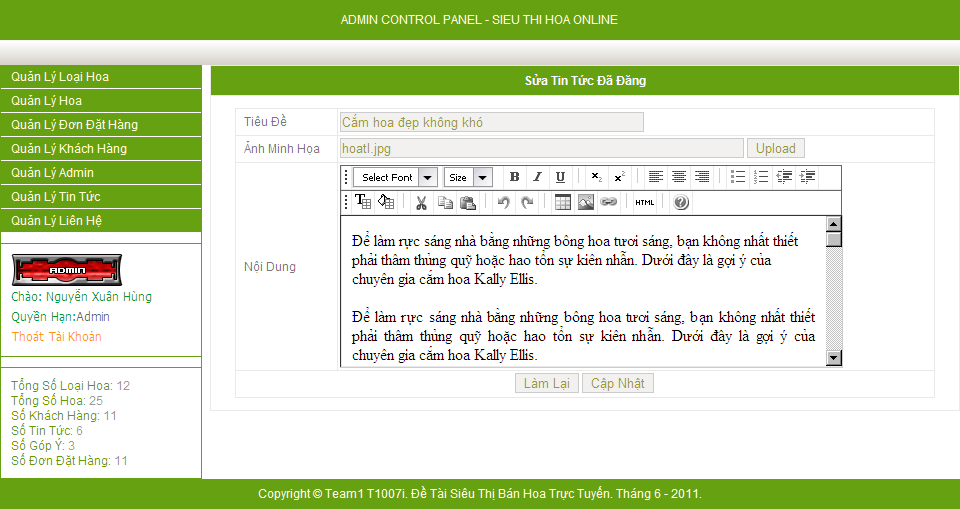 ADMIN CONTROL PANEL - SIEU THI HOA ONLINE
Quản Lý Loại Hoa
Quản Lý Hoa
Quản Lý Đơn Đặt Hàng
Quản Lý Khách Hàng
Quản Lý Admin
Quản Lý Tin Tức
Quản Lý Liên Hệ
ADMIN
Chào: Nguyễn Xuân Hùng
Quyền Hạn:Admin
Thoát Tài Khoản
Tổng Số Loại Hoa: 12
Tổng Số Hoa: 25
Số Khách Hàng: 11
Số Tin Tức: 6
Số Góp Ý: 3
Số Đơn Đặt Hàng: 11
Sửa Tin Tức Đã Đăng
Tiêu Đề
Cắm hoa đẹp không khó
Ảnh Minh Họa
hoatl.jpg
Upload
Nội Dung
Select Font
Size
B I U x₂ x²
HTML
Để làm rực sáng nhà bằng những bông hoa tươi sáng, bạn không nhất thiết
phải thâm thủng quỹ hoặc hao tổn sự kiên nhẫn. Dưới đây là gợi ý của
chuyên gia cắm hoa Kally Ellis.
Để làm rực sáng nhà bằng những bông hoa tươi sáng, bạn không nhất thiết
phải thâm thủng quỹ hoặc hao tổn sự kiên nhẫn. Dưới đây là gợi ý của
chuyên gia cắm hoa Kally Ellis.
Làm Lại
Cập Nhật
Copyright © Team1 T1007i. Đề Tài Siêu Thị Bán Hoa Trực Tuyến. Tháng 6 - 2011.